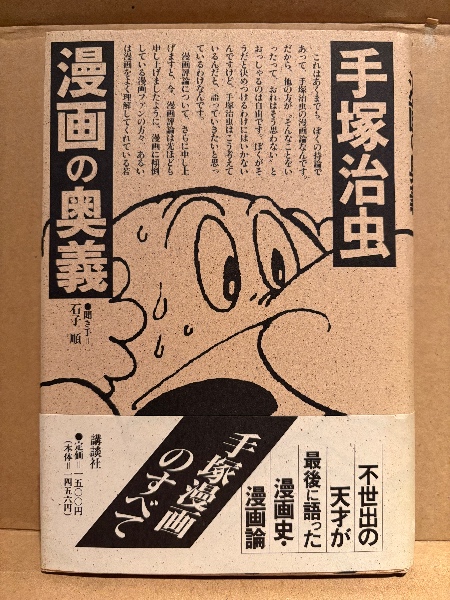 手塚治虫
これはあくまでも、ぼくの持論で
あって、手塚治虫の漫画論なんです。
だから、他の方が〝そんなことをい
ったって、おれはそう思わない〟と
おっしゃるのは自由です。ぼくがそ
うだと決めつけるわけにはいかない
んですけど、手塚治虫はこう考えて
いるんだと、語っていきたいと思っ
ているわけなんです。
漫画評論について、さらに申し上
げますと、今、漫画評論は先ほども
申し上げましたように、漫画に傾倒
している漫画ファンの方々、あるい
は漫画をよく理解してくれている若
漫画の奥義
●聞き手＝
石子順
不世出の
天才が
最後に語った
漫画史・
漫画論
手塚漫画
のすべて
講談社
●定価＝一五〇〇円
（本体＝一四五六円）